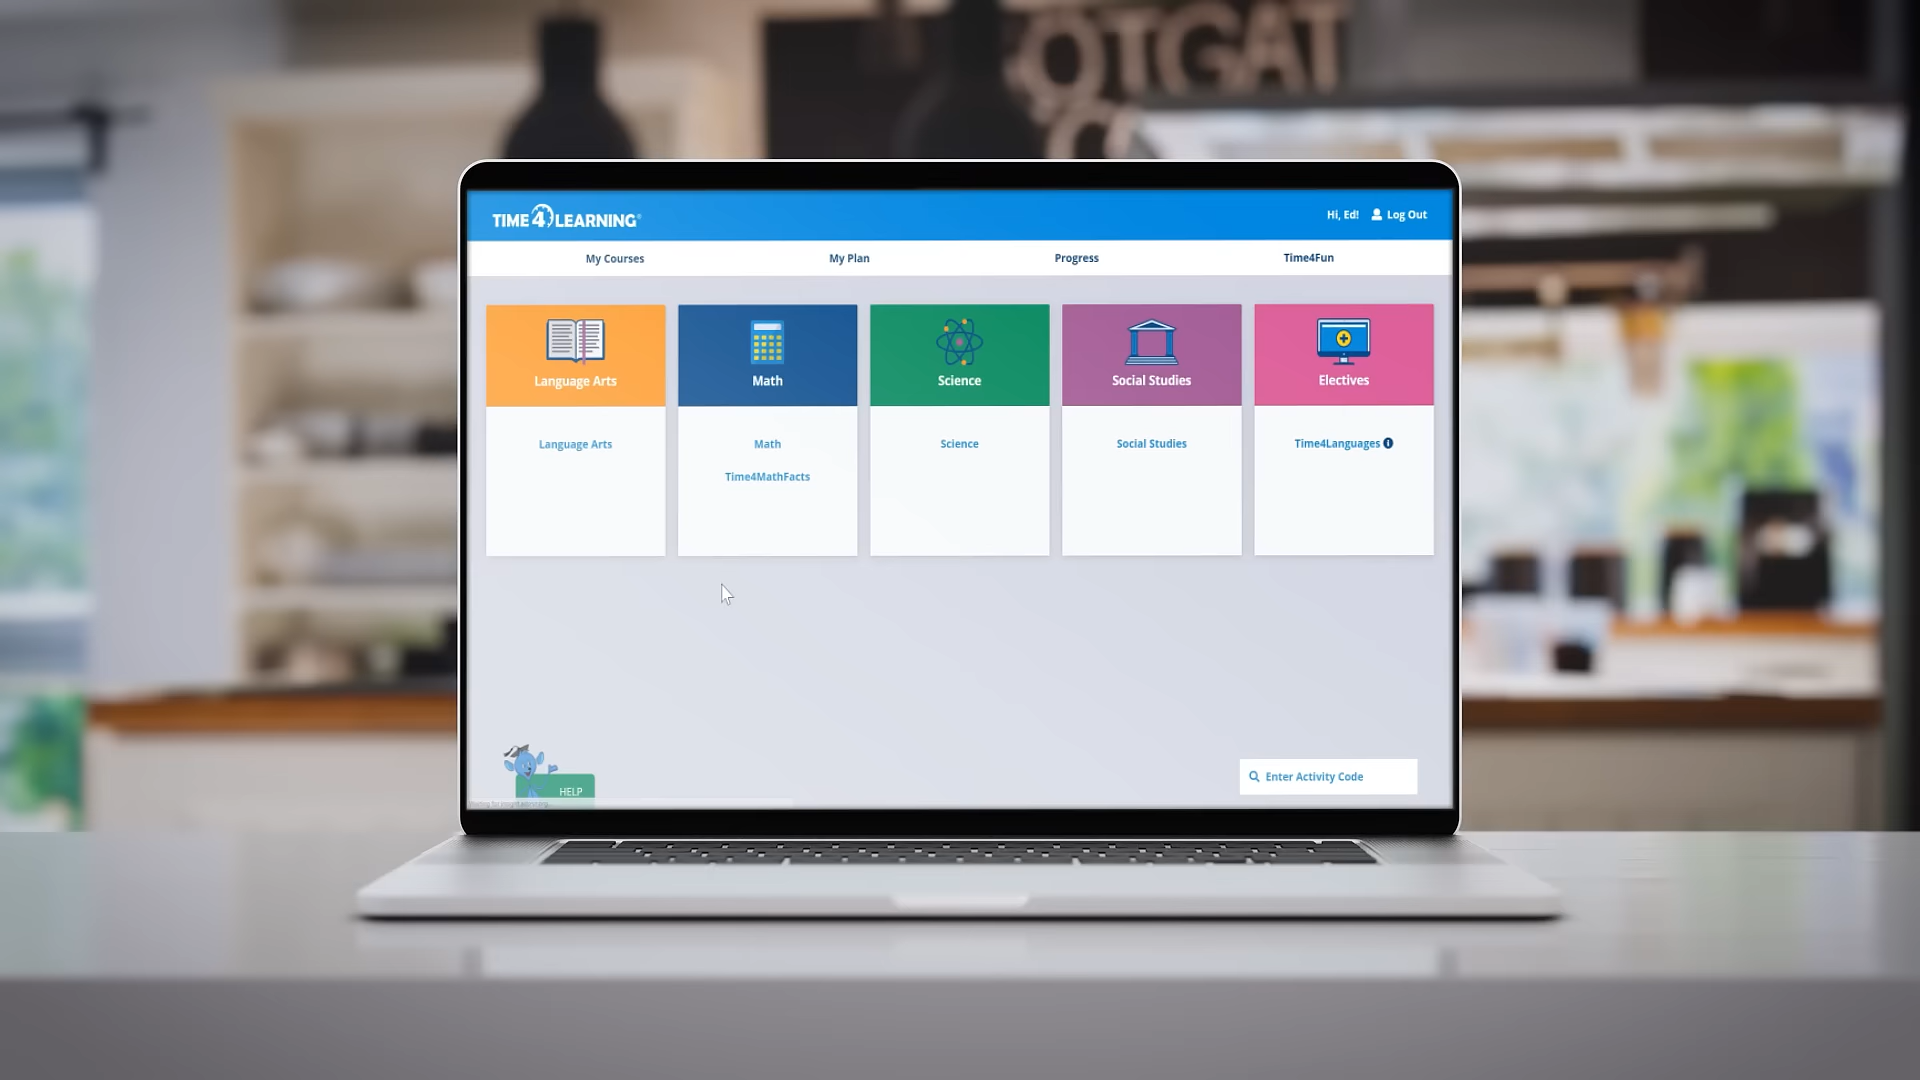 OTGAT
TIME4LEARNING
Hi, Ed! Log Out
My Courses My Plan Progress Time4Fun
Language Arts Math Science Social Studies Electives
Language Arts Math Science Social Studies Time4Languages
Time4MathFacts
HELP
Enter Activity Code